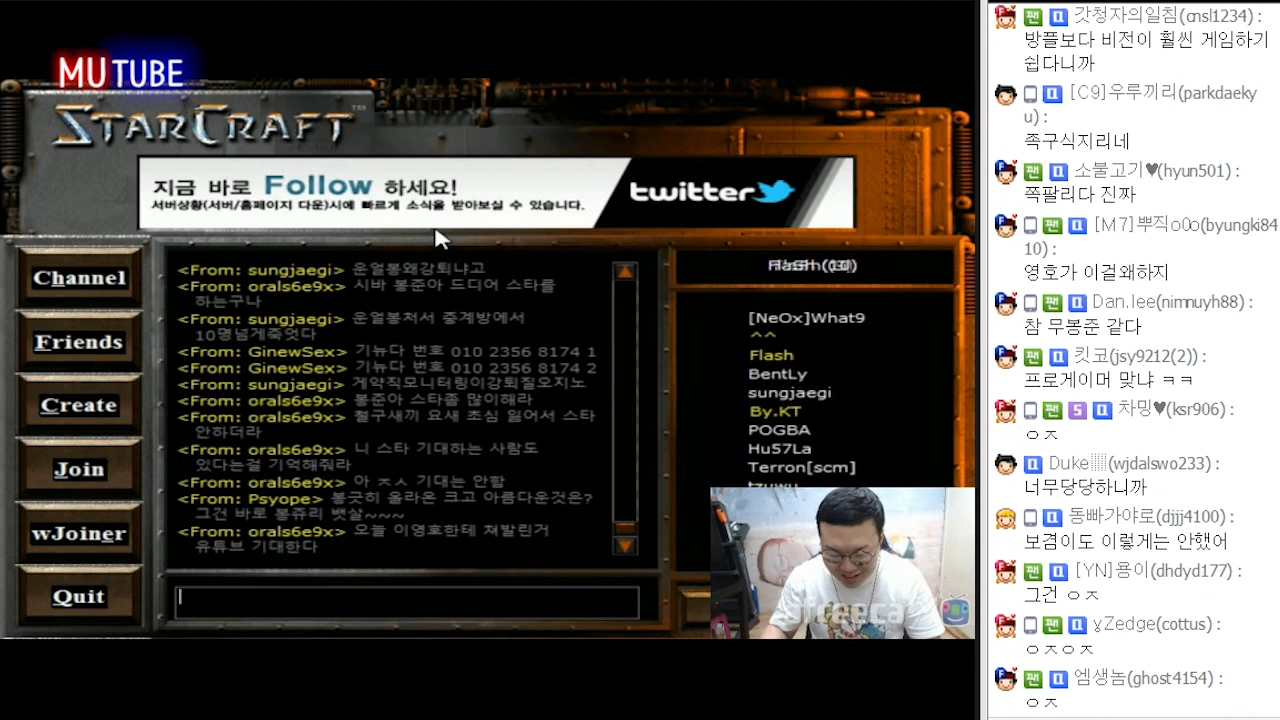 MUTUBE
STARCRAFT™
지금 바로 Follow 하세요!
서버상황(서버/홈페이지 다운)시에 빠르게 소식을 받아보실 수 있습니다.
twitter
Channel
Friends
Create
Join
wJoiner
Quit
<From: sungjaegi> 운얼봉왜강퇴냐고
<From: orals6e9x> 시바 봉준아 드디어 스타를
하는구나
<From: sungjaegi> 운얼봉처서 중계방에서
10명넘게죽엇다
<From: GinewSex> 기뉴다 번호 010 2356 8174 1
<From: GinewSex> 기뉴다 번호 010 2356 8174 2
<From: sungjaegi> 게약직모니터링이강퇴질오지노
<From: orals6e9x> 봉준아 스타좀 많이해라
<From: orals6e9x> 철구새끼 요새 초심 잃어서 스타
안하더라
<From: orals6e9x> 니 스타 기대하는 사람도
있다는걸 기억해줘라
<From: orals6e9x> 아 ㅈㅅ 기대는 안함
<From: Psyope> 봉긋히 올라온 크고 아름다운것은?
그건 바로 봉쥬리 뱃살~~~
<From: orals6e9x> 오늘 이영호한테 쳐발린거
유튜브 기대한다
[NeOx]What9
^^
Flash
BentLy
sungjaegi
By.KT
POGBA
Hu57La
Terron[scm]
afreeca
갓청자의일침(cnsl1234) :
방플보다 비전이 훨씬 게임하기
쉽다니까
[C9]우루끼리(parkdaeky
u) :
족구식지리네
소불고기♥(hyun501) :
쪽팔리다 진짜
[M7]뿌직o0o(byungki84
10) :
영호가 이걸왜하지
Dan.lee(nimnuyh88) :
참 무봉준 같다
킷코(jsy9212(2)) :
프로게이머 맞냐 ㅋㅋ
차밍♥(ksr906) :
ㅇㅈ
Duke(wjdalswo233) :
너무당당하니까
동빠가야로(djjj4100) :
보겸이도 이렇게는 안했어
[YN]용이(dhdyd177) :
그건 ㅇㅈ
yZedge(cottus) :
ㅇㅈㅇㅈ
엠생놈(ghost4154) :
ㅇㅈ